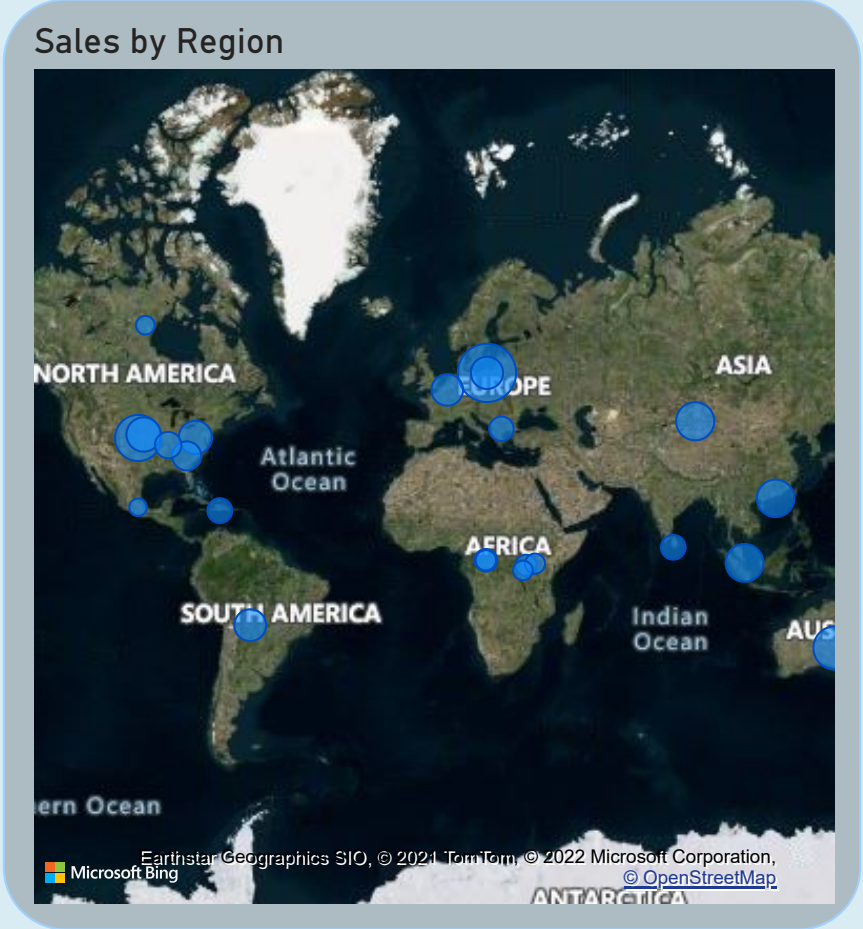 Sales by Region
ASIA
NORTH AMERICA
EUROPE
Atlantic
Ocean
AFRICA
SOUTH AMERICA
Indian
Ocean
AUS
ern Ocean
Earthstar Geographics SIO, © 2021 TomTom, © 2022 Microsoft Corporation,
Microsoft Bing
© OpenStreetMap
ANTARCTICA